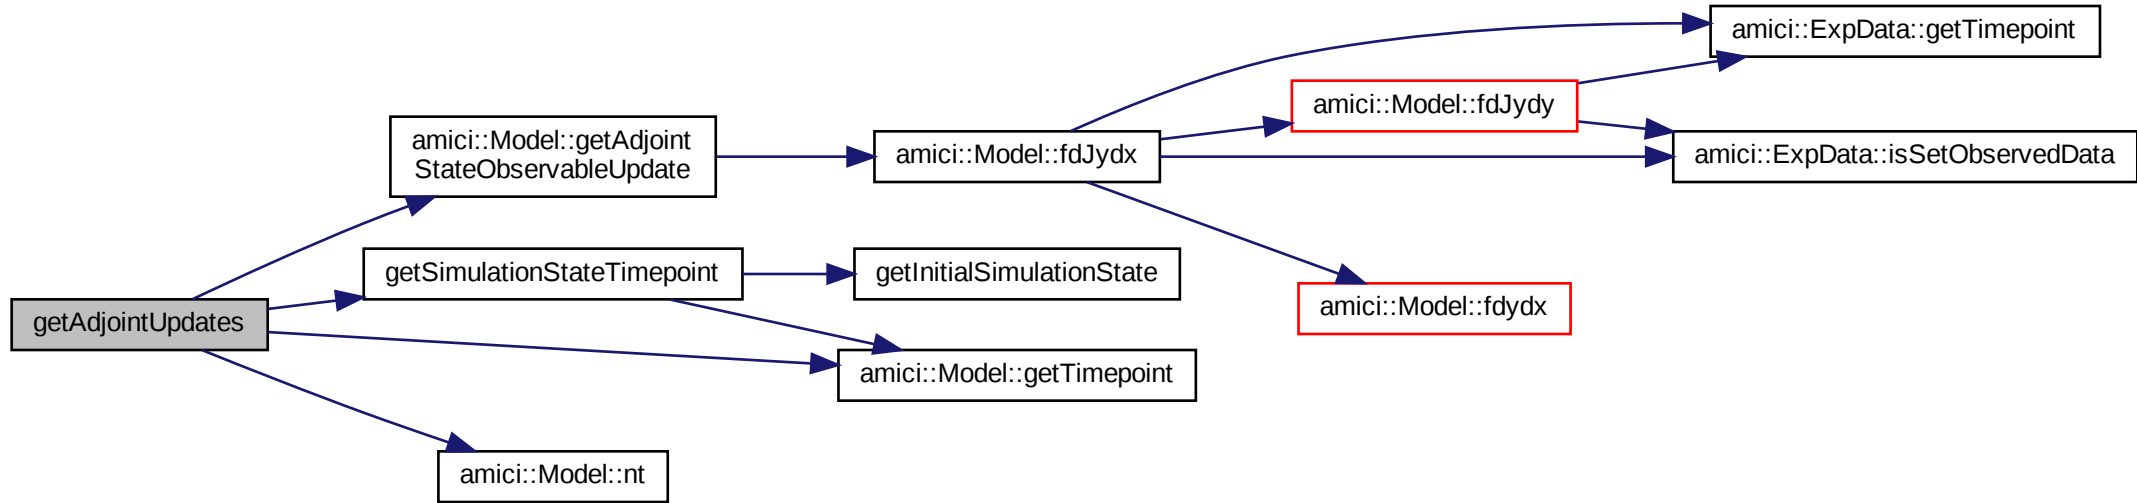 getAdjointUpdates
amici::Model::getAdjoint
StateObservableUpdate
getSimulationStateTimepoint
amici::Model::getTimepoint
amici::Model::nt
amici::Model::fdJydx
getInitialSimulationState
amici::Model::fdJydy
amici::Model::fdydx
amici::ExpData::getTimepoint
amici::ExpData::isSetObservedData